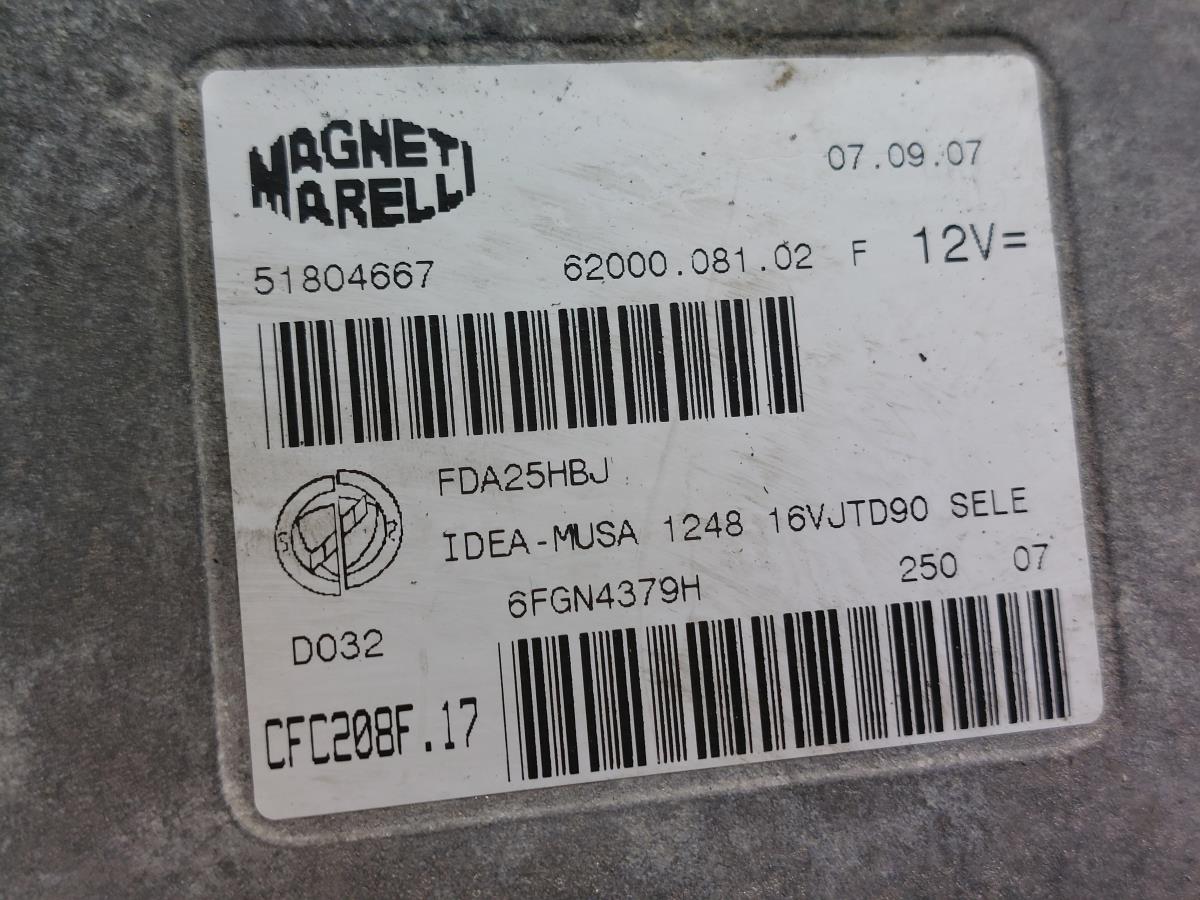 MAGNETI
MARELLI
07.09.07
51804667 62000.081.02 F 12V=
FDA25HBJ
IDEA-MUSA 1248 16VJTD90 SELE
6FGN4379H 250 07
D032
CFC208F.17